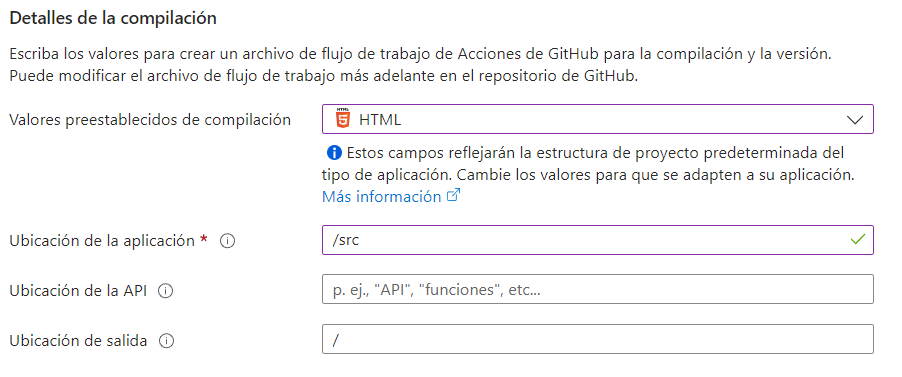 Detalles de la compilación
Escriba los valores para crear un archivo de flujo de trabajo de Acciones de GitHub para la compilación y la versión.
Puede modificar el archivo de flujo de trabajo más adelante en el repositorio de GitHub.
Valores preestablecidos de compilación
HTML
HTML
Estos campos reflejarán la estructura de proyecto predeterminada del
tipo de aplicación. Cambie los valores para que se adapten a su aplicación.
Más información
Ubicación de la aplicación *
/src
Ubicación de la API
p. ej., "API", "funciones", etc...
Ubicación de salida
/